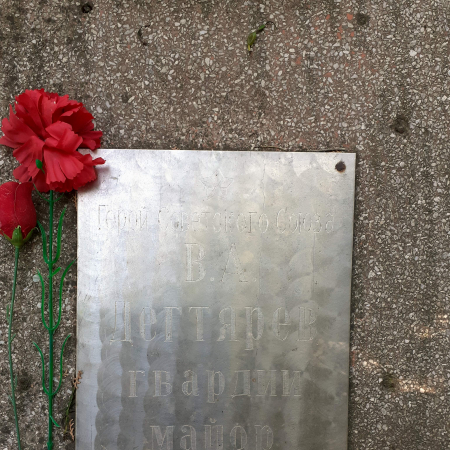 Герой Советского Союза
В.А
Дегтярев
гвардии
майор